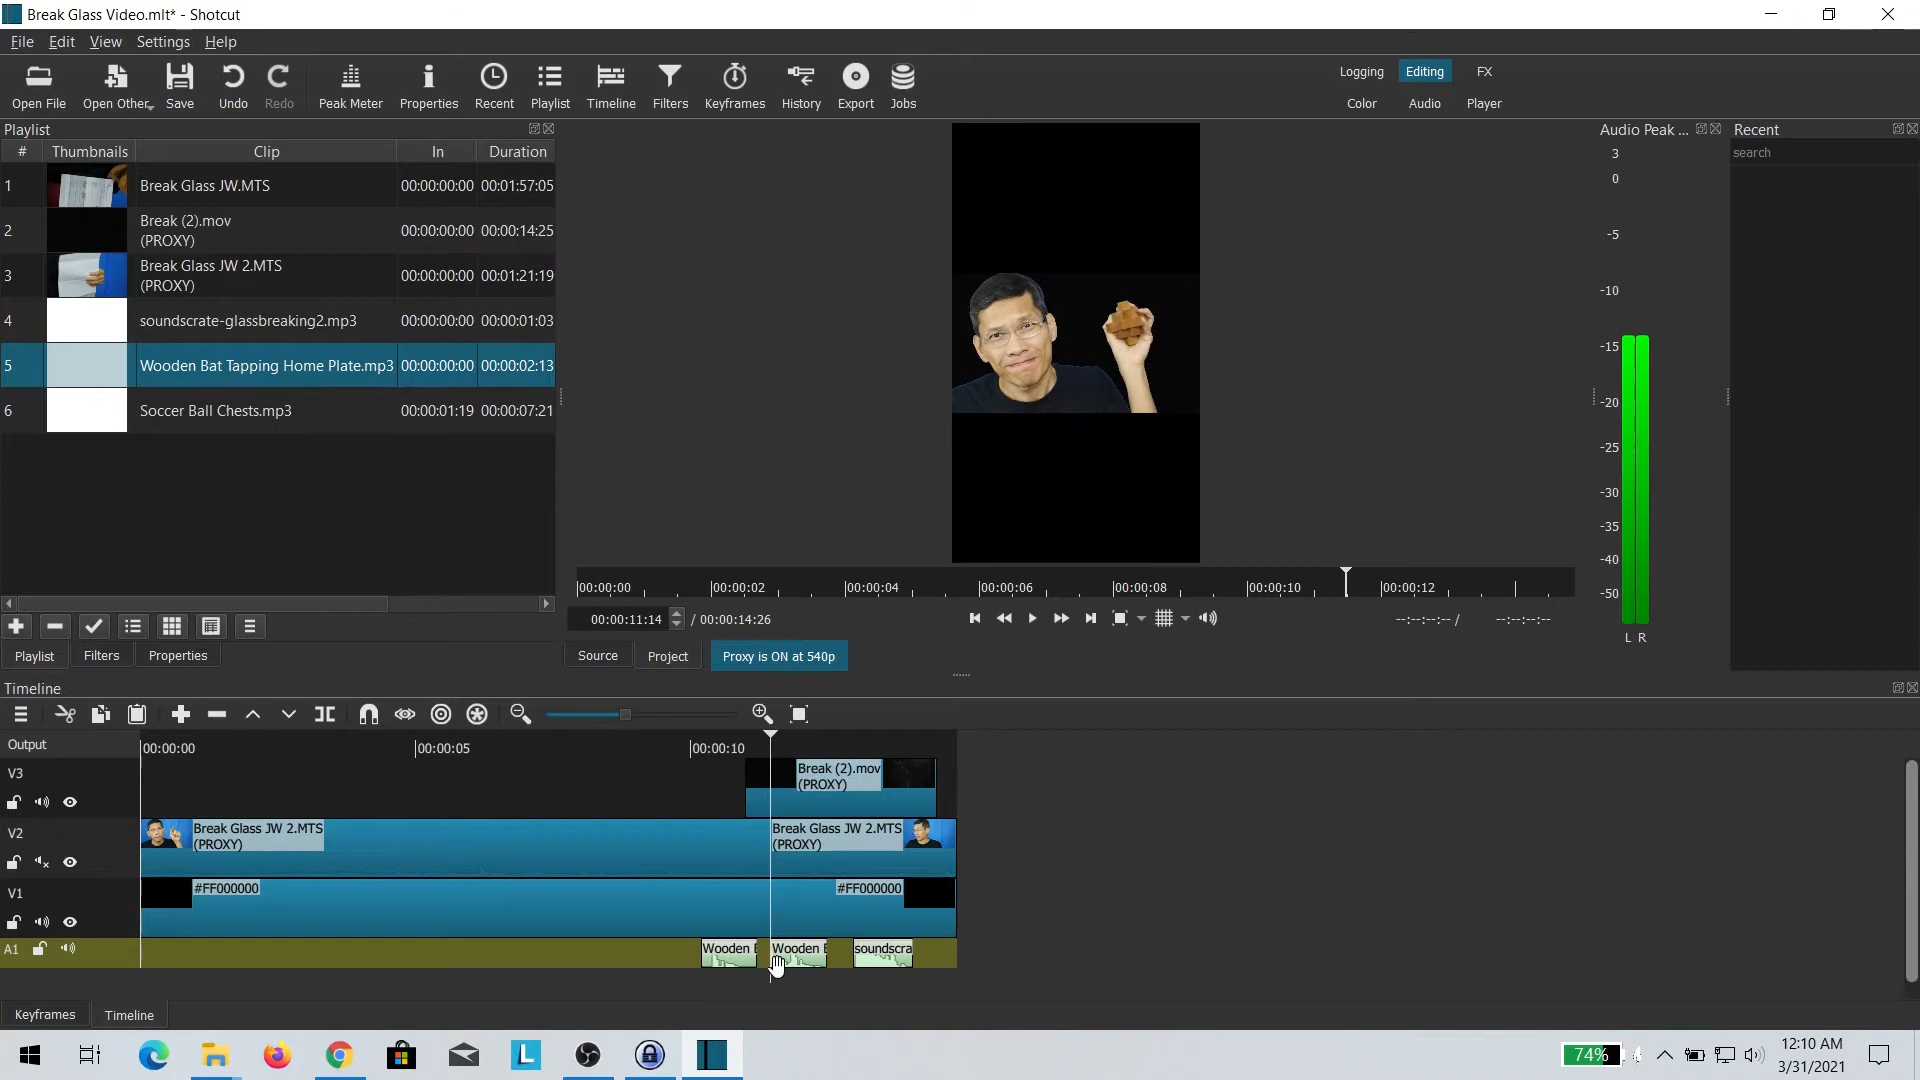 Break Glass Video.mlt* - Shotcut
File Edit View Settings Help
Open File Open Other Save Undo Redo Peak Meter Properties Recent Playlist Timeline Filters Keyframes History Export Jobs
Logging Editing FX
Color Audio Player
Playlist
# Thumbnails Clip In Duration
1 Break Glass JW.MTS 00:00:00:00 00:01:57:05
2 Break (2).mov
(PROXY) 00:00:00:00 00:00:14:25
3 Break Glass JW 2.MTS
(PROXY) 00:00:00:00 00:01:21:19
4 soundscrate-glassbreaking2.mp3 00:00:00:00 00:00:01:03
5 Wooden Bat Tapping Home Plate.mp3 00:00:00:00 00:00:02:13
6 Soccer Ball Chests.mp3 00:00:01:19 00:00:07:21
Playlist Filters Properties
00:00:00 00:00:02 00:00:04 00:00:06 00:00:08 00:00:10 00:00:12
00:00:11:14 / 00:00:14:26
--:--:--:-- / --:--:--:--
Source Project Proxy is ON at 540p
Audio Peak ...
3
0
-5
-10
-15
-20
-25
-30
-35
-40
-50
L R
Recent
search
Timeline
Output 00:00:00 00:00:05 00:00:10
V3
Break (2).mov
(PROXY)
V2
Break Glass JW 2.MTS
(PROXY)
Break Glass JW 2.MTS
(PROXY)
V1
#FF000000 #FF000000
A1 Wooden B Wooden B soundscra
Keyframes Timeline
74%
12:10 AM
3/31/2021